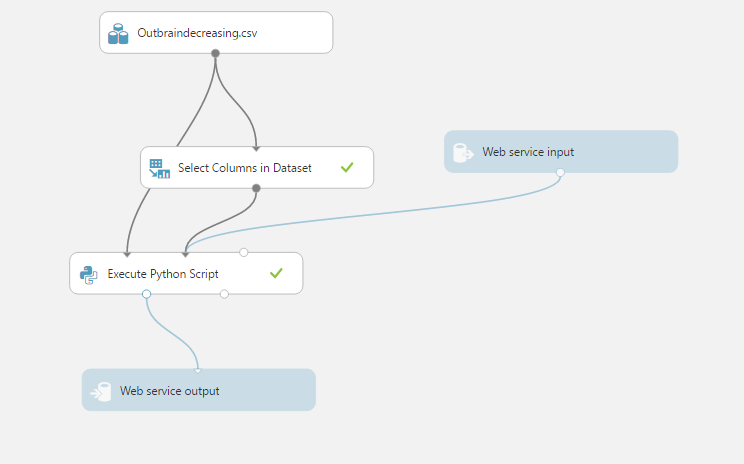 Outbraindecreasing.csv
Select Columns in Dataset
Web service input
Execute Python Script
Web service output